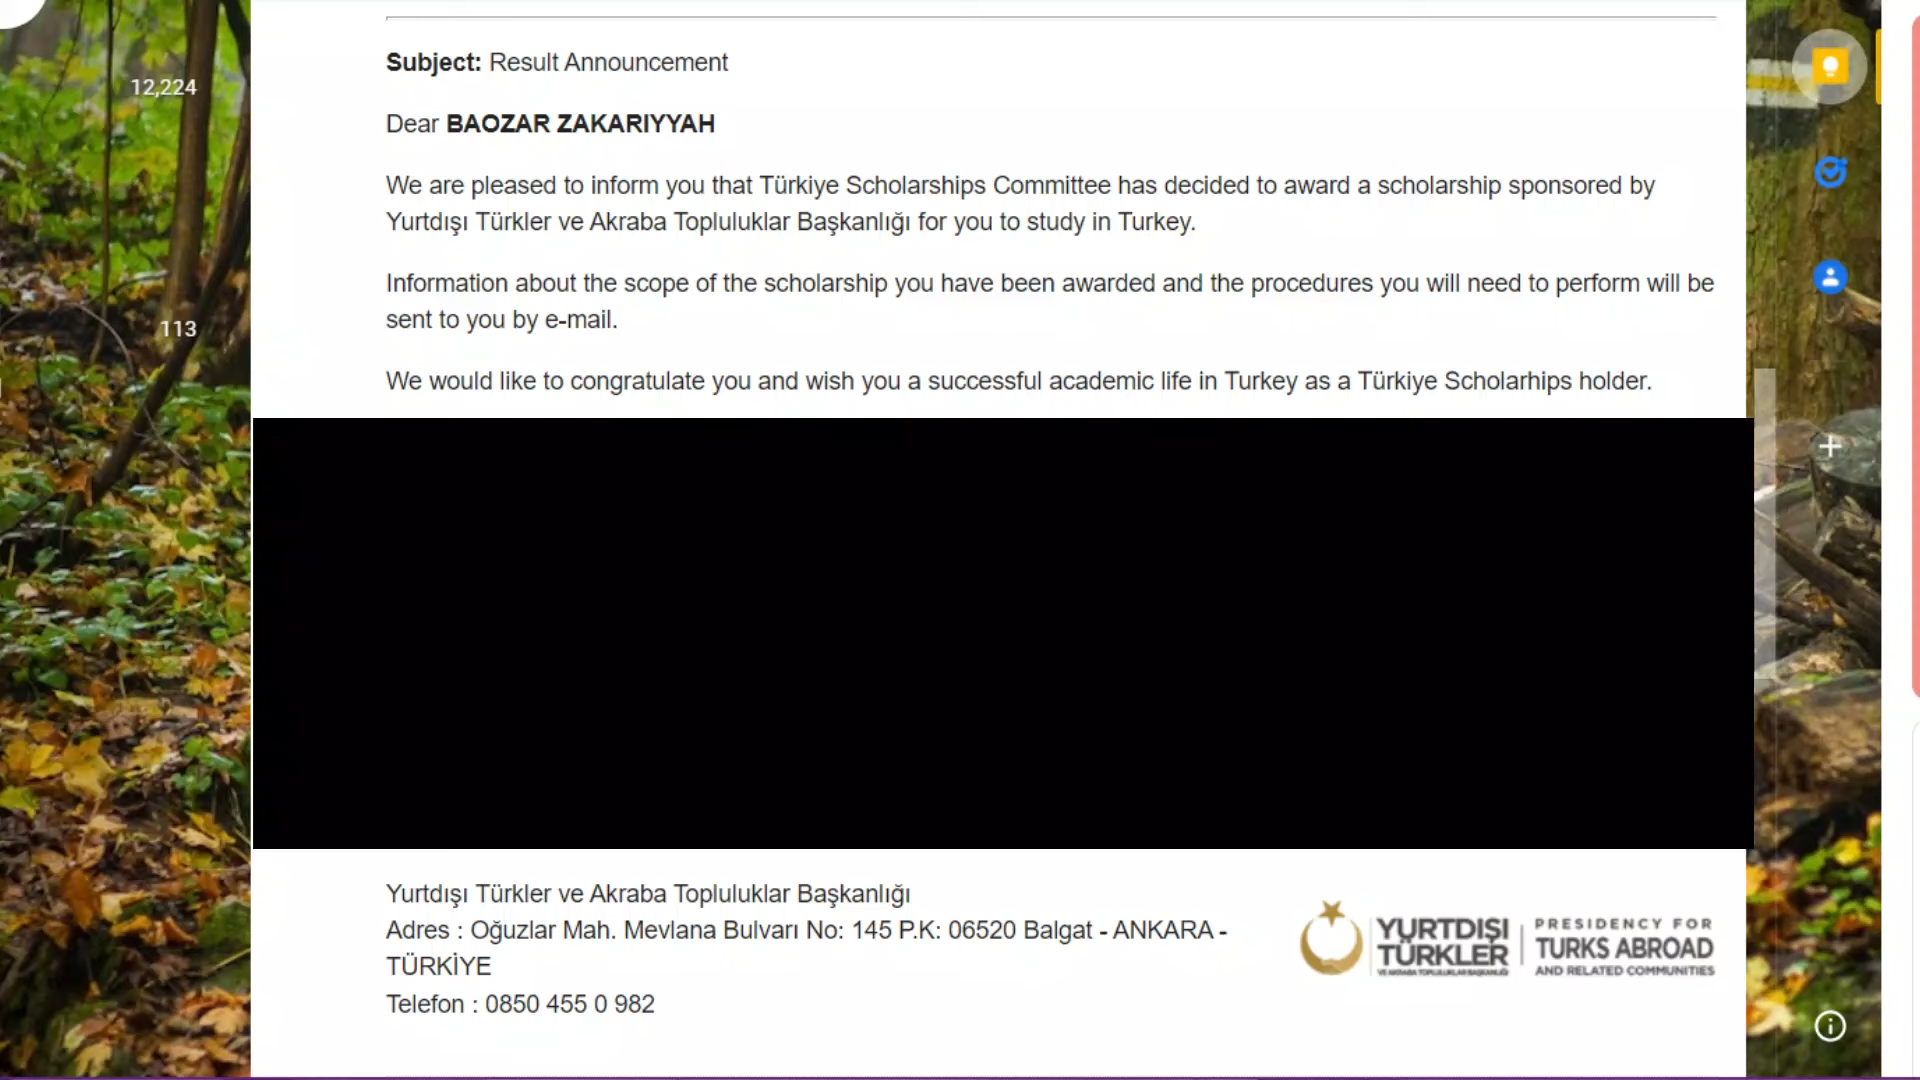 12,224
113
Subject: Result Announcement
Dear BAOZAR ZAKARIYYAH
We are pleased to inform you that Türkiye Scholarships Committee has decided to award a scholarship sponsored by
Yurtdışı Türkler ve Akraba Topluluklar Başkanlığı for you to study in Turkey.
Information about the scope of the scholarship you have been awarded and the procedures you will need to perform will be
sent to you by e-mail.
We would like to congratulate you and wish you a successful academic life in Turkey as a Türkiye Scholarhips holder.
Yurtdışı Türkler ve Akraba Topluluklar Başkanlığı
Adres : Oğuzlar Mah. Mevlana Bulvarı No: 145 P.K: 06520 Balgat - ANKARA -
TÜRKİYE
Telefon : 0850 455 0 982
YURTDIŞI
TÜRKLER
VE AKRABA TOPLULUKLAR BAŞKANLIĞI
PRESIDENCY FOR
TURKS ABROAD
AND RELATED COMMUNITIES